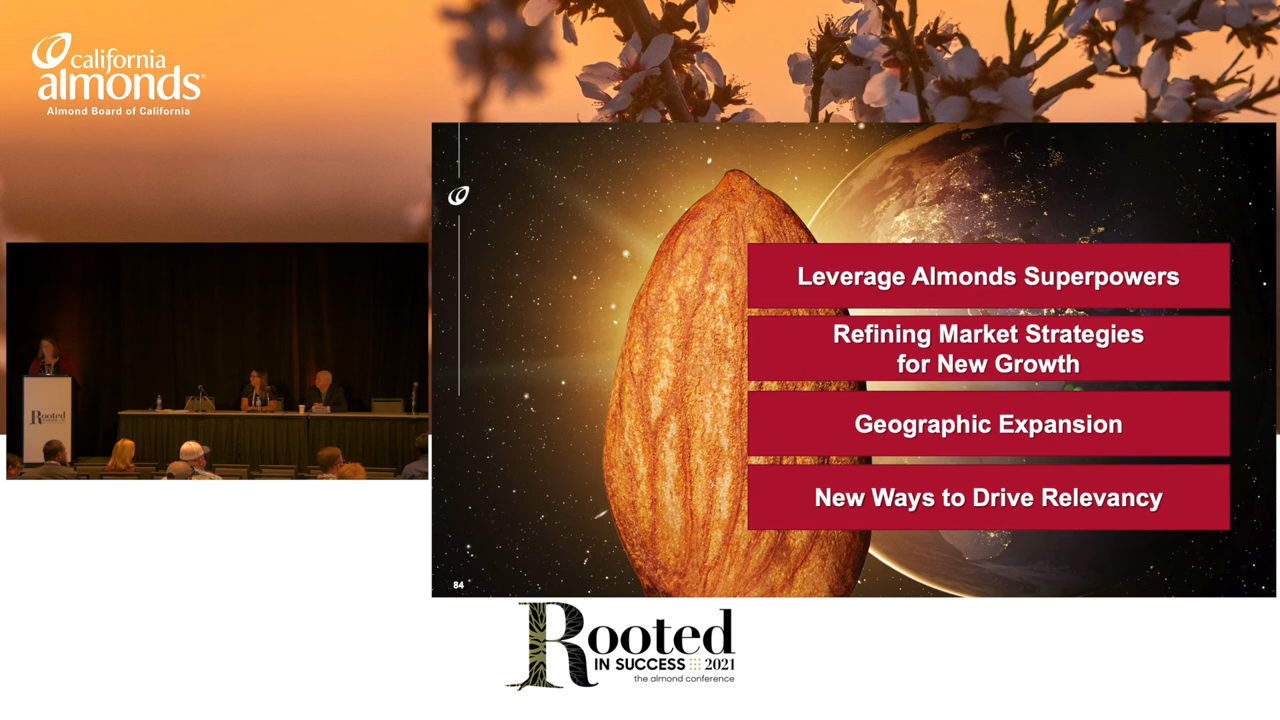 california
almonds®
Almond Board of California
Leverage Almonds Superpowers
Refining Market Strategies
for New Growth
Geographic Expansion
New Ways to Drive Relevancy
84
Rooted
Rooted
IN SUCCESS 2021
the almond conference